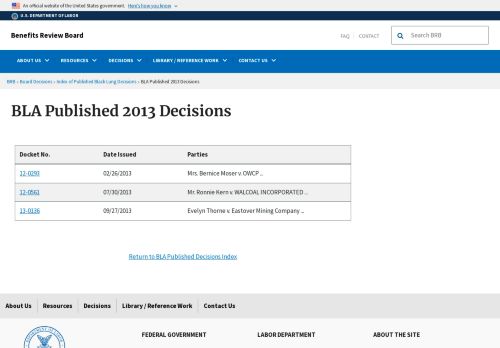 An official website of the United States government. Here's how you know
U.S. DEPARTMENT OF LABOR
Benefits Review Board
FAQ CONTACT
Search BRB
ABOUT US RESOURCES DECISIONS LIBRARY / REFERENCE WORK CONTACT US
BRB » Board Decisions » Index of Published Black Lung Decisions » BLA Published 2013 Decisions
BLA Published 2013 Decisions
Docket No. Date Issued Parties
12-0293 02/26/2013 Mrs. Bernice Moser v. OWCP ...
12-0561 07/30/2013 Mr. Ronnie Kern v. WALCOAL INCORPORATED ...
13-0136 09/27/2013 Evelyn Thorne v. Eastover Mining Company ...
Return to BLA Published Decisions Index
About Us Resources Decisions Library / Reference Work Contact Us
FEDERAL GOVERNMENT LABOR DEPARTMENT ABOUT THE SITE